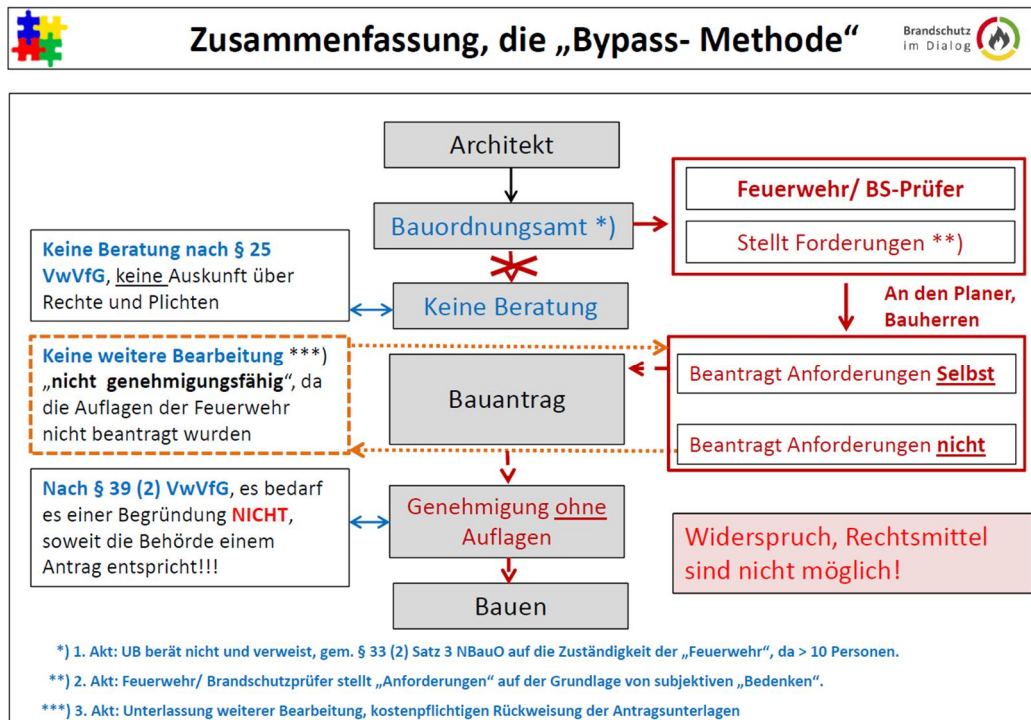 Zusammenfassung, die „Bypass- Methode“
Brandschutz
im Dialog
Architekt
Bauordnungsamt *)
Feuerwehr/ BS-Prüfer
Stellt Forderungen **)
Keine Beratung nach § 25
VwVfG, keine Auskunft über
Rechte und Plichten
Keine Beratung
An den Planer,
Bauherren
Keine weitere Bearbeitung ***)
„nicht genehmigungsfähig“, da
die Auflagen der Feuerwehr
nicht beantragt wurden
Bauantrag
Beantragt Anforderungen Selbst
Beantragt Anforderungen nicht
Nach § 39 (2) VwVfG, es bedarf
es einer Begründung NICHT,
soweit die Behörde einem
Antrag entspricht!!!
Genehmigung ohne
Auflagen
Widerspruch, Rechtsmittel
sind nicht möglich!
Bauen
*) 1. Akt: UB berät nicht und verweist, gem. § 33 (2) Satz 3 NBauO auf die Zuständigkeit der „Feuerwehr“, da > 10 Personen.
**) 2. Akt: Feuerwehr/ Brandschutzprüfer stellt „Anforderungen“ auf der Grundlage von subjektiven „Bedenken“.
***) 3. Akt: Unterlassung weiterer Bearbeitung, kostenpflichtigen Rückweisung der Antragsunterlagen